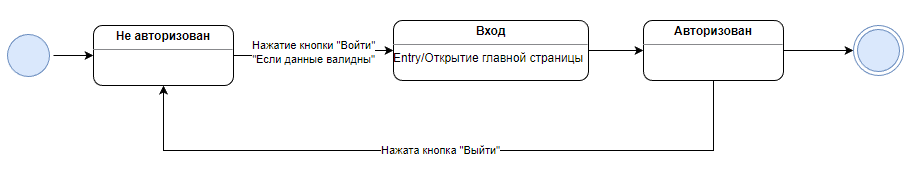 Не авторизован
Нажатие кнопки "Войти"
"Если данные валидны"
Вход
Entry/Открытие главной страницы
Авторизован
Нажата кнопка "Выйти"